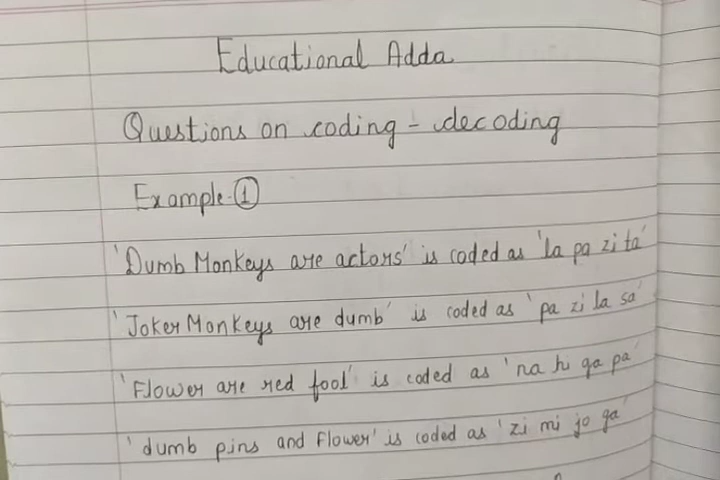 Educational Adda
Questions on coding - decoding
Example-①
'Dumb Monkeys are actors' is coded as 'la pa zi ta'
'Joker Monkeys are dumb' is coded as 'pa zi la sa'
'Flower are red fool' is coded as 'na hi ga pa'
'dumb pins and flower' is coded as 'zi mi jo ga'